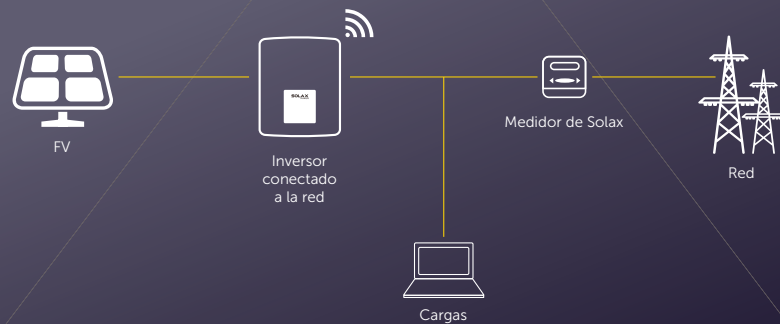 SOLAX
FV
Inversor
conectado
a la red
Medidor de Solax
Red
Cargas